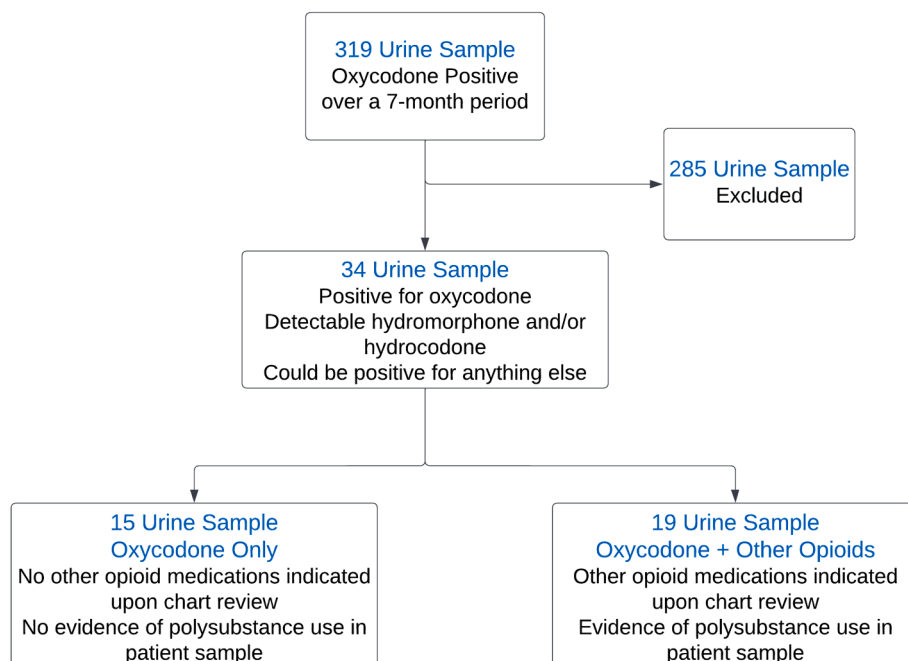 319 Urine Sample
Oxycodone Positive
over a 7-month period
285 Urine Sample
Excluded
34 Urine Sample
Positive for oxycodone
Detectable hydromorphone and/or
hydrocodone
Could be positive for anything else
15 Urine Sample
Oxycodone Only
No other opioid medications indicated
upon chart review
No evidence of polysubstance use in
patient sample
19 Urine Sample
Oxycodone + Other Opioids
Other opioid medications indicated
upon chart review
Evidence of polysubstance use in
patient sample